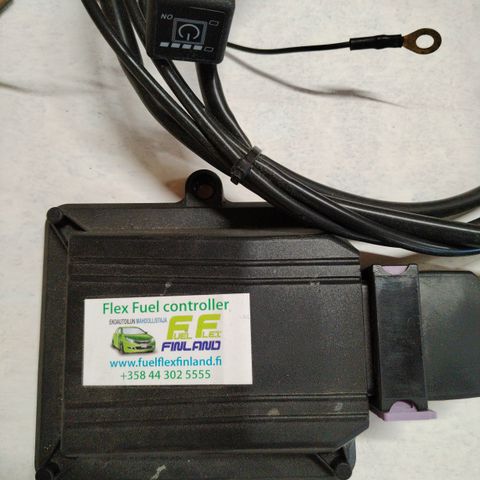 NO
Flex Fuel controller
EKOAUTOILUN MAHDOLLISTAJA
FUEL FLEX
FINLAND
www.fuelflexfinland.fi
+358 44 302 5555